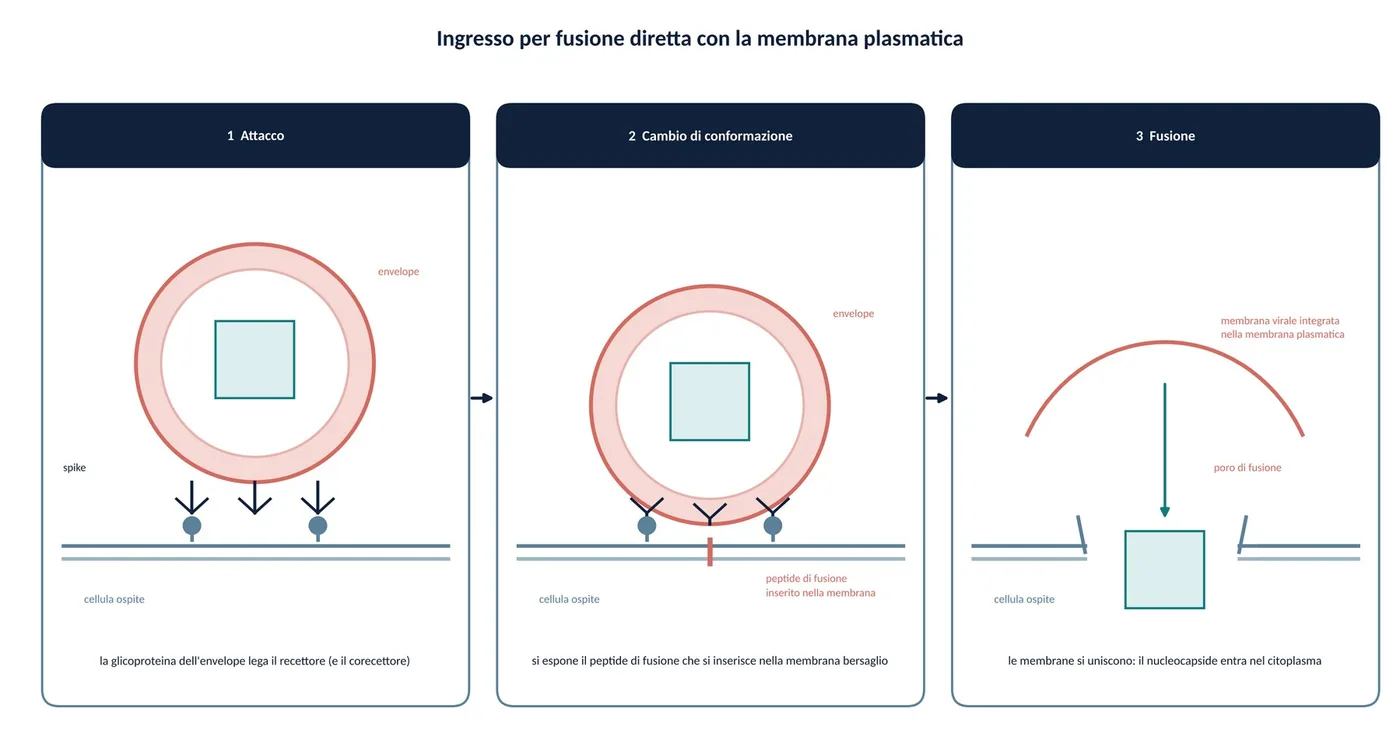 Ingresso per fusione diretta con la membrana plasmatica
1 Attacco
envelope
spike
cellula ospite
la glicoproteina dell'envelope lega il recettore (e il corecettore)
2 Cambio di conformazione
envelope
peptide di fusione
inserito nella membrana
cellula ospite
si espone il peptide di fusione che si inserisce nella membrana bersaglio
3 Fusione
membrana virale integrata
nella membrana plasmatica
poro di fusione
cellula ospite
le membrane si uniscono: il nucleocapside entra nel citoplasma